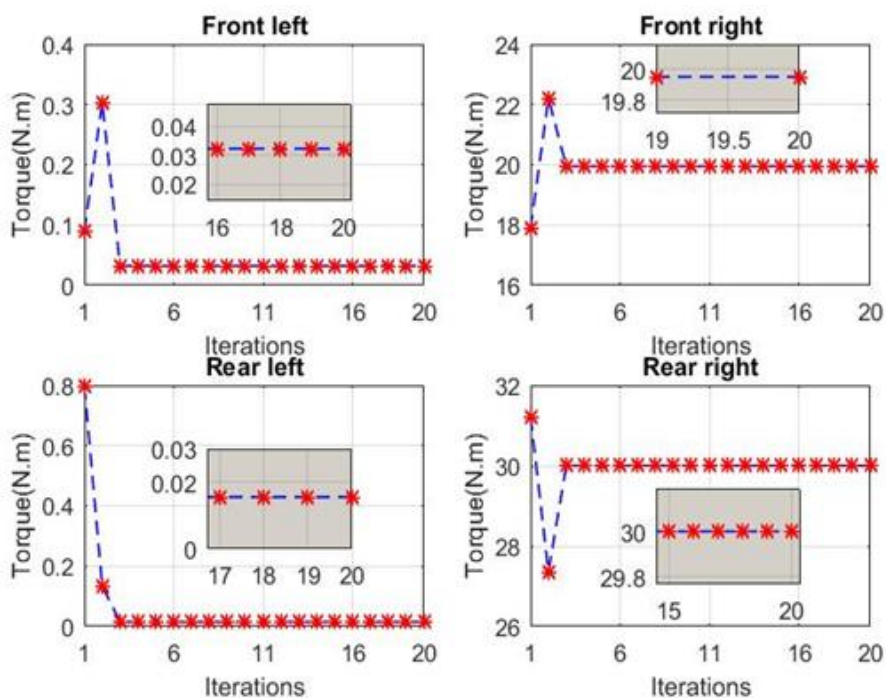 Front left
Torque(N.m)
0.4
0.3
0.2
0.1
0
0.04
0.03
0.02
16 18 20
1 6 11 16 20
Iterations
Front right
Torque(N.m)
24
22
20
18
16
20
19.8
19 19.5 20
1 6 11 16 20
Iterations
Rear left
Torque(N.m)
0.8
0.6
0.4
0.2
0
0.03
0.02
0
17 18 19 20
1 6 11 16 20
Iterations
Rear right
Torque(N.m)
32
30
28
26
30
29.8
15 20
1 6 11 16 20
Iterations